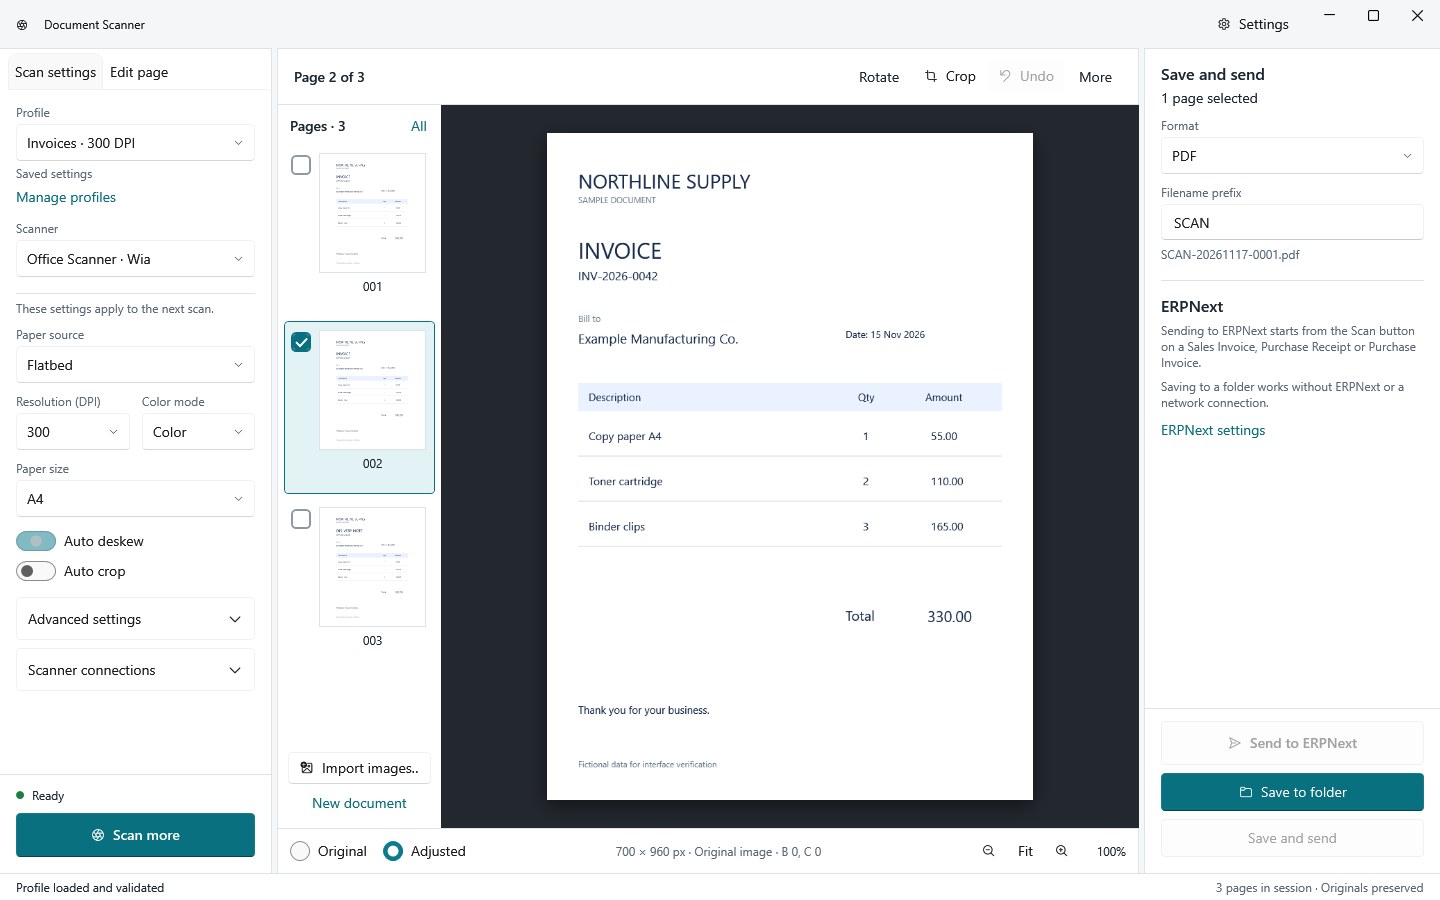 Document Scanner
Settings
Scan settings
Edit page
Profile
Invoices · 300 DPI
Saved settings
Manage profiles
Scanner
Office Scanner · Wia
These settings apply to the next scan.
Paper source
Flatbed
Resolution (DPI)
Color mode
300
Color
Paper size
A4
Auto deskew
Auto crop
Advanced settings
Scanner connections
Ready
Scan more
Profile loaded and validated
Page 2 of 3
Rotate
Crop
Undo
More
Pages · 3
All
001
002
003
Import images..
New document
NORTHLINE SUPPLY
SAMPLE DOCUMENT
INVOICE
INV-2026-0042
Bill to
Example Manufacturing Co.
Date: 15 Nov 2026
Description Qty Amount
Copy paper A4 1 55.00
Toner cartridge 2 110.00
Binder clips 3 165.00
Total 330.00
Thank you for your business.
Fictional data for interface verification
Original
Adjusted
700 × 960 px · Original image · B 0, C 0
Fit
100%
Save and send
1 page selected
Format
PDF
Filename prefix
SCAN
SCAN-20261117-0001.pdf
ERPNext
Sending to ERPNext starts from the Scan button
on a Sales Invoice, Purchase Receipt or Purchase
Invoice.
Saving to a folder works without ERPNext or a
network connection.
ERPNext settings
Send to ERPNext
Save to folder
Save and send
3 pages in session · Originals preserved